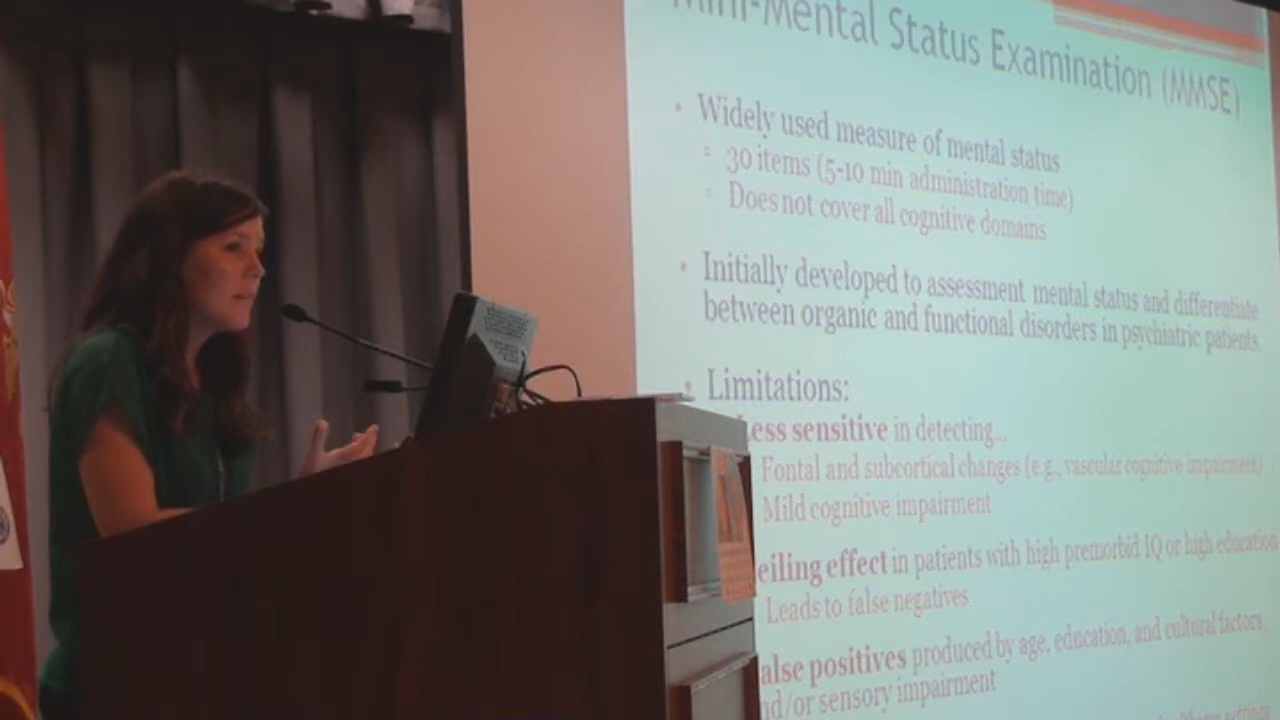 Mini-Mental Status Examination (MMSE)
Widely used measure of mental status
30 items (5-10 min administration time)
Does not cover all cognitive domains
Initially developed to assessment mental status and differentiate
between organic and functional disorders in psychiatric patients
Limitations:
Less sensitive in detecting...
Fontal and subcortical changes (e.g., vascular cognitive impairment)
Mild cognitive impairment
eiling effect in patients with high premorbid IQ or high education
Leads to false negatives
alse positives produced by age, education, and cultural factors
nd/or sensory impairment